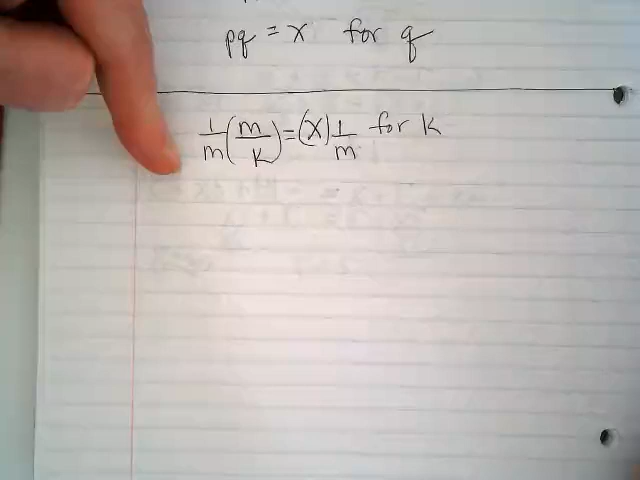 pq = x for q
1/m (m/k) = (x) 1/m for k